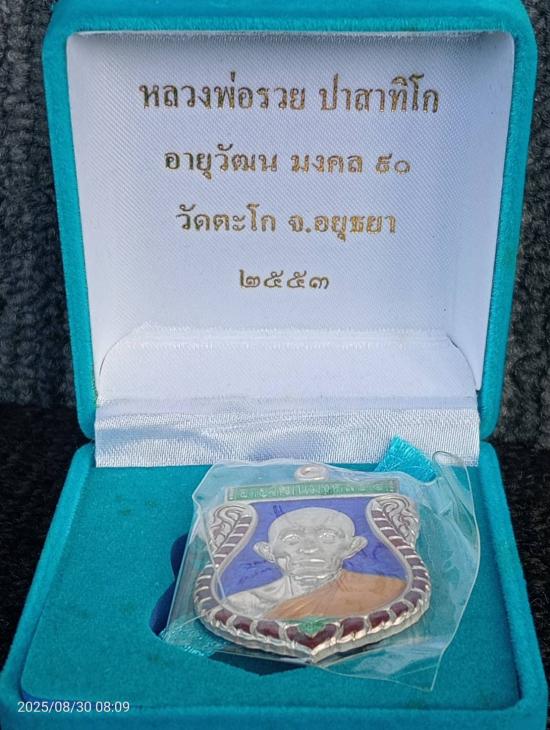 หลวงพ่อรวย ปาสาทิโก
อายุวัฒน มงคล ๙๐
วัดตะโก จ.อยุธยา
๒๕๕๓
2025/08/30 08:09